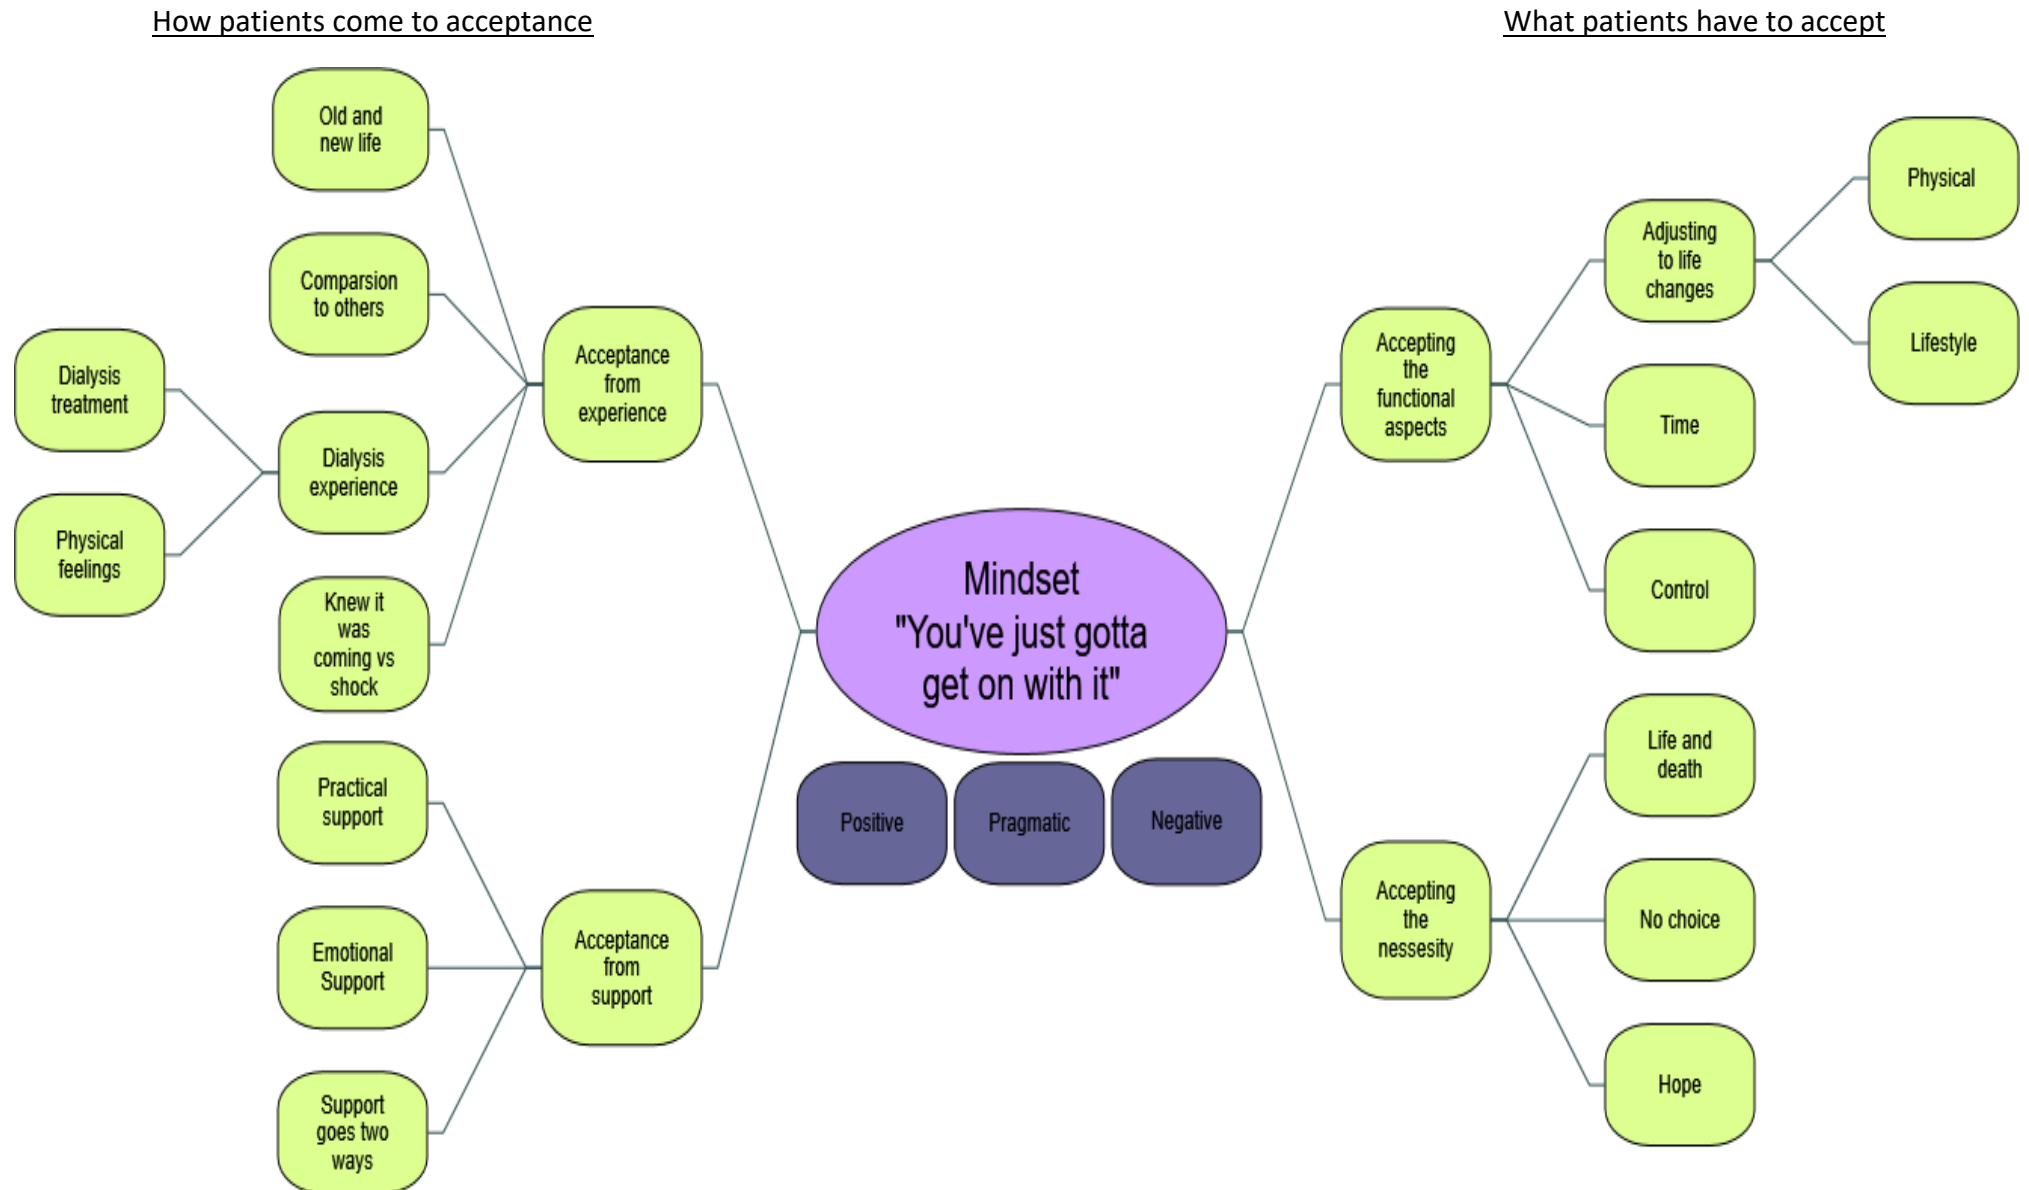 How patients come to acceptance
What patients have to accept
Old and
new life
Comparsion
to others
Dialysis
treatment
Dialysis
experience
Physical
feelings
Knew it
was
coming vs
shock
Acceptance
from
experience
Practical
support
Emotional
Support
Support
goes two
ways
Acceptance
from
support
Mindset
"You've just gotta
get on with it"
Positive
Pragmatic
Negative
Accepting
the
functional
aspects
Adjusting
to life
changes
Physical
Lifestyle
Time
Control
Accepting
the
nessesity
Life and
death
No choice
Hope